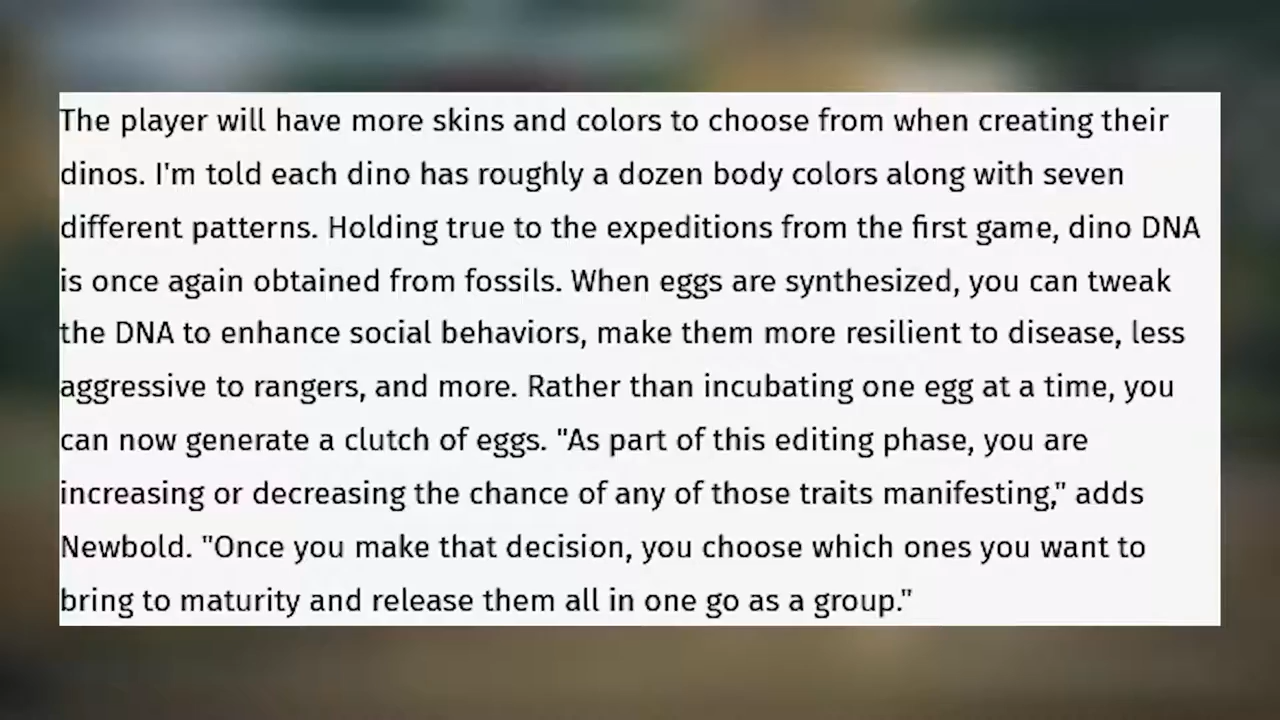 The player will have more skins and colors to choose from when creating their
dinos. I'm told each dino has roughly a dozen body colors along with seven
different patterns. Holding true to the expeditions from the first game, dino DNA
is once again obtained from fossils. When eggs are synthesized, you can tweak
the DNA to enhance social behaviors, make them more resilient to disease, less
aggressive to rangers, and more. Rather than incubating one egg at a time, you
can now generate a clutch of eggs. "As part of this editing phase, you are
increasing or decreasing the chance of any of those traits manifesting," adds
Newbold. "Once you make that decision, you choose which ones you want to
bring to maturity and release them all in one go as a group."